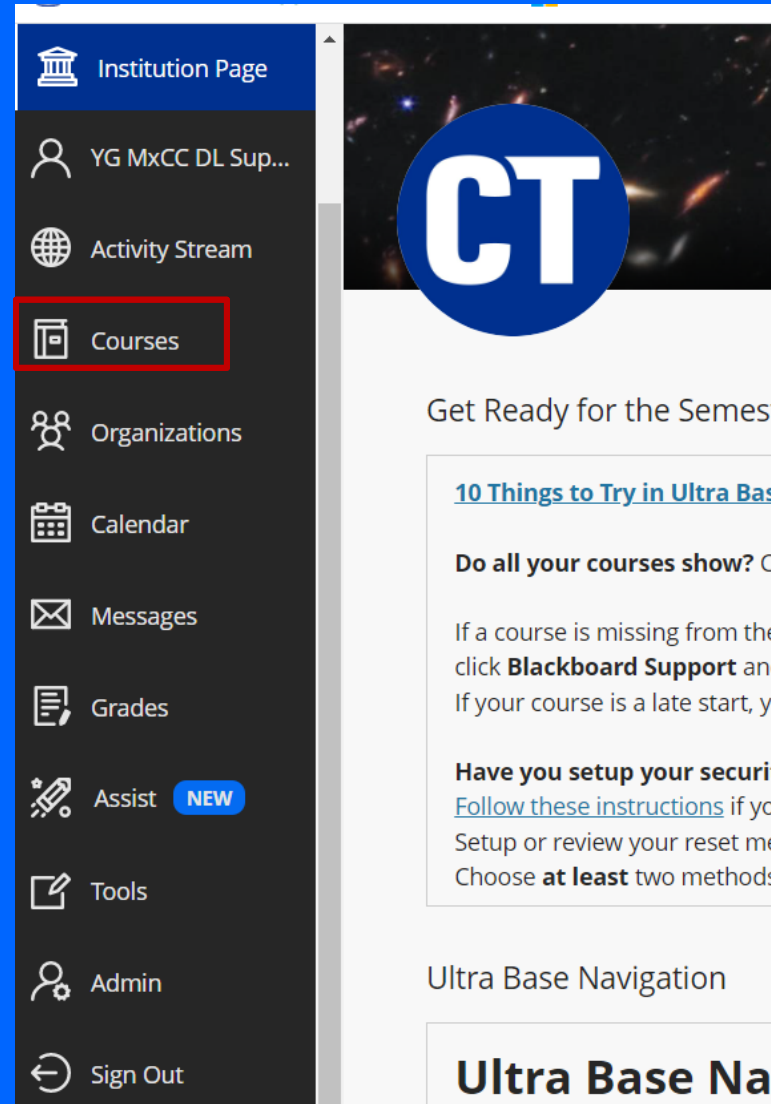 Institution Page
YG MxCC DL Sup...
Activity Stream
Courses
Organizations
Calendar
Messages
Grades
Assist NEW
Tools
Admin
Sign Out
CT
Get Ready for the Semes
10 Things to Try in Ultra Bas
Do all your courses show? C
If a course is missing from the
click Blackboard Support an
If your course is a late start, y
Have you setup your securit
Follow these instructions if yo
Setup or review your reset me
Choose at least two methods
Ultra Base Navigation
Ultra Base Na